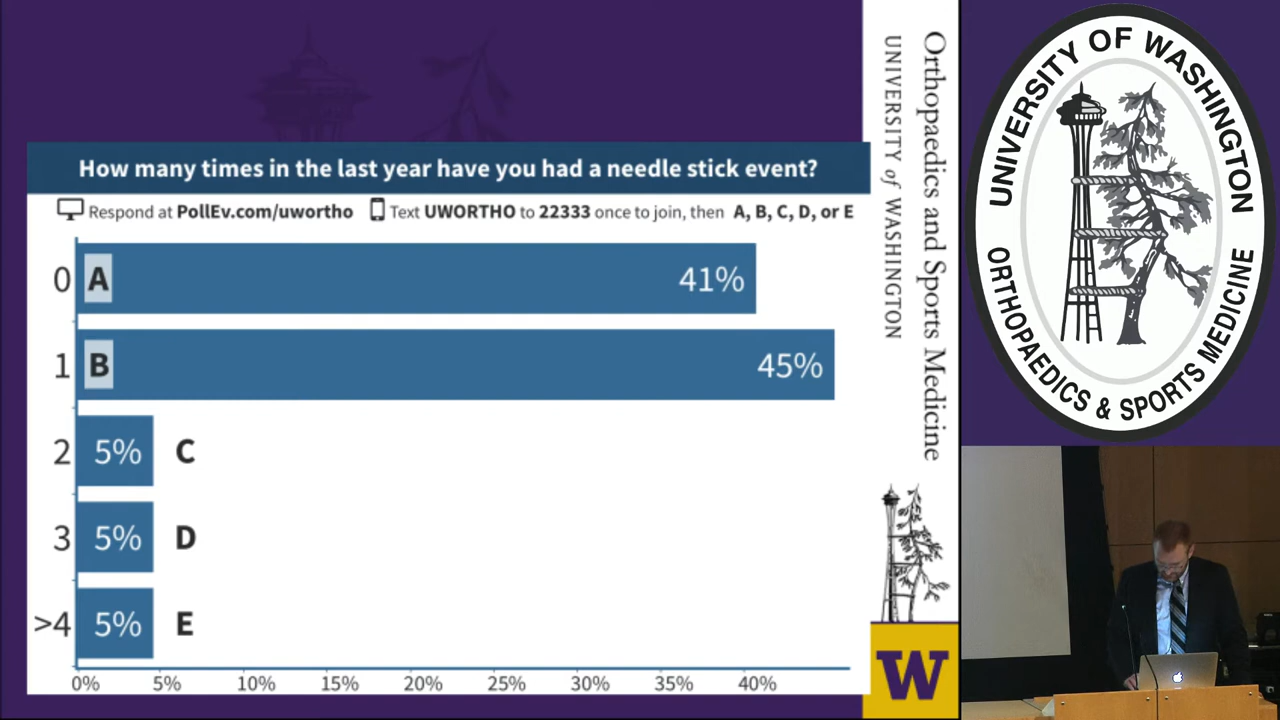 How many times in the last year have you had a needle stick event?
Respond at PollEv.com/uwortho Text UWORTHO to 22333 once to join, then A, B, C, D, or E
0 A 41%
1 B 45%
2 5% C
3 5% D
>4 5% E
0% 5% 10% 15% 20% 25% 30% 35% 40%
Orthopaedics and Sports Medicine
UNIVERSITY of WASHINGTON
W
UNIVERSITY OF WASHINGTON
ORTHOPAEDICS & SPORTS MEDICINE